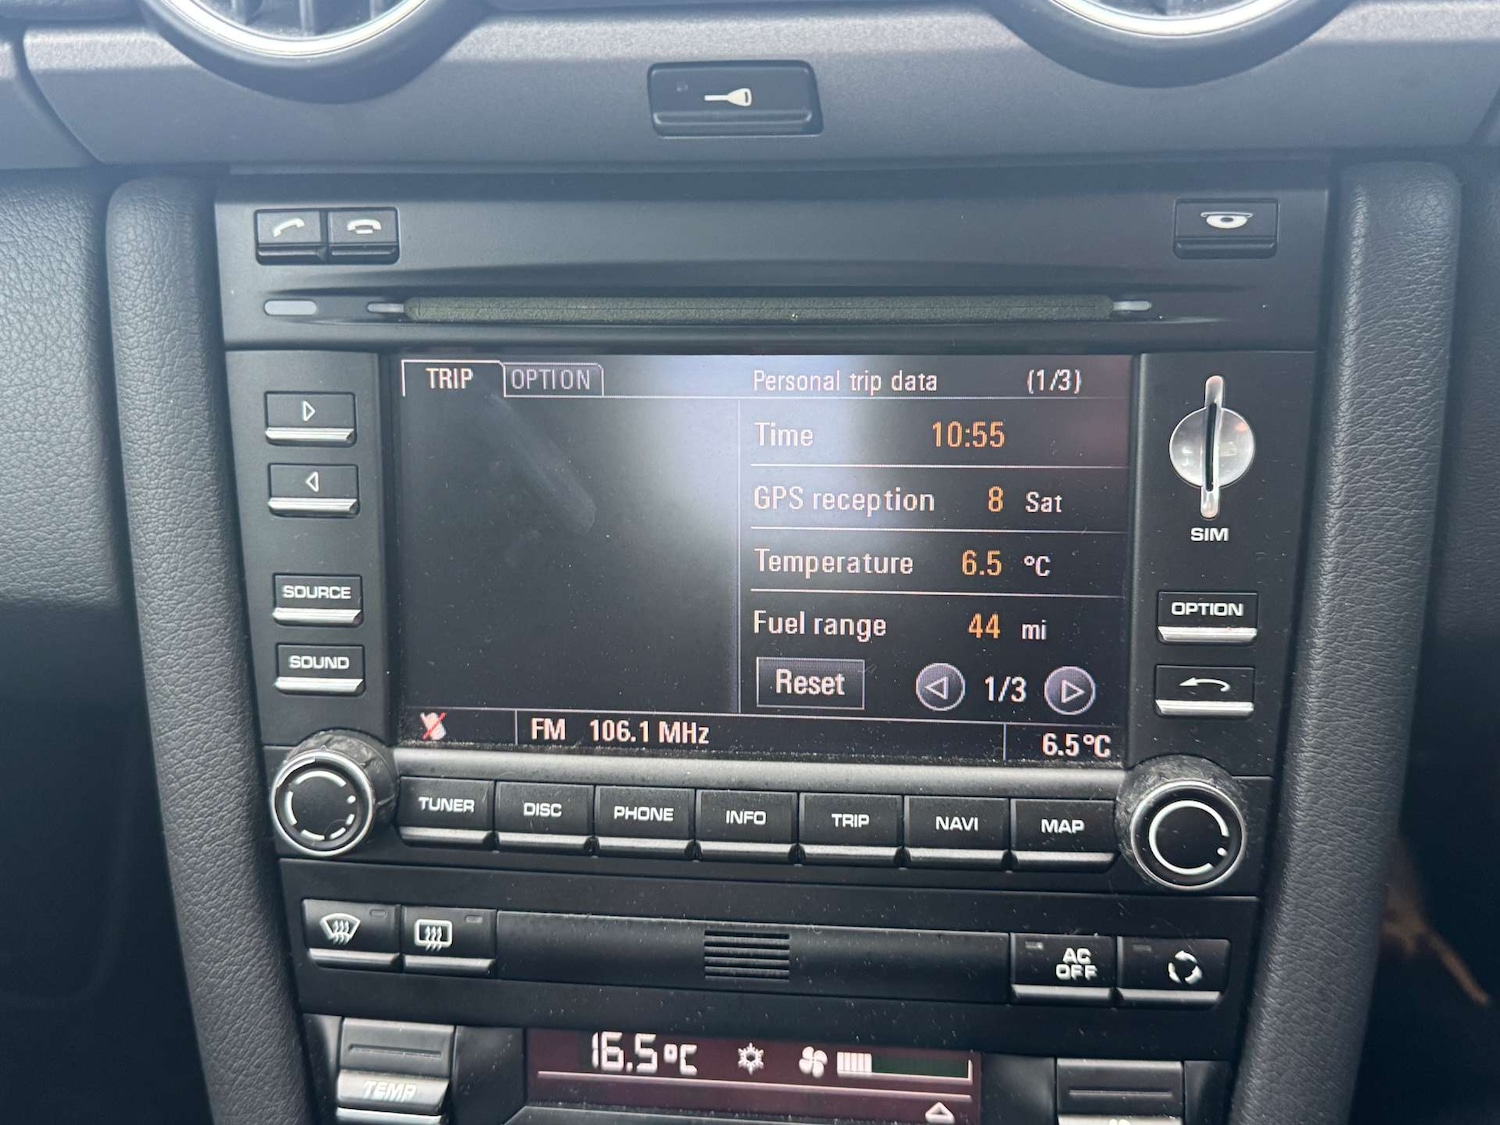 TRIP OPTION Personal trip data (1/3)
Time 10:55
GPS reception 8 Sat
Temperature 6.5 °C
Fuel range 44 mi
Reset 1/3
FM 106.1 MHz 6.5°C
SIM
SOURCE
SOUND
OPTION
TUNER DISC PHONE INFO TRIP NAVI MAP
AC
OFF
16.5°C
TEMP